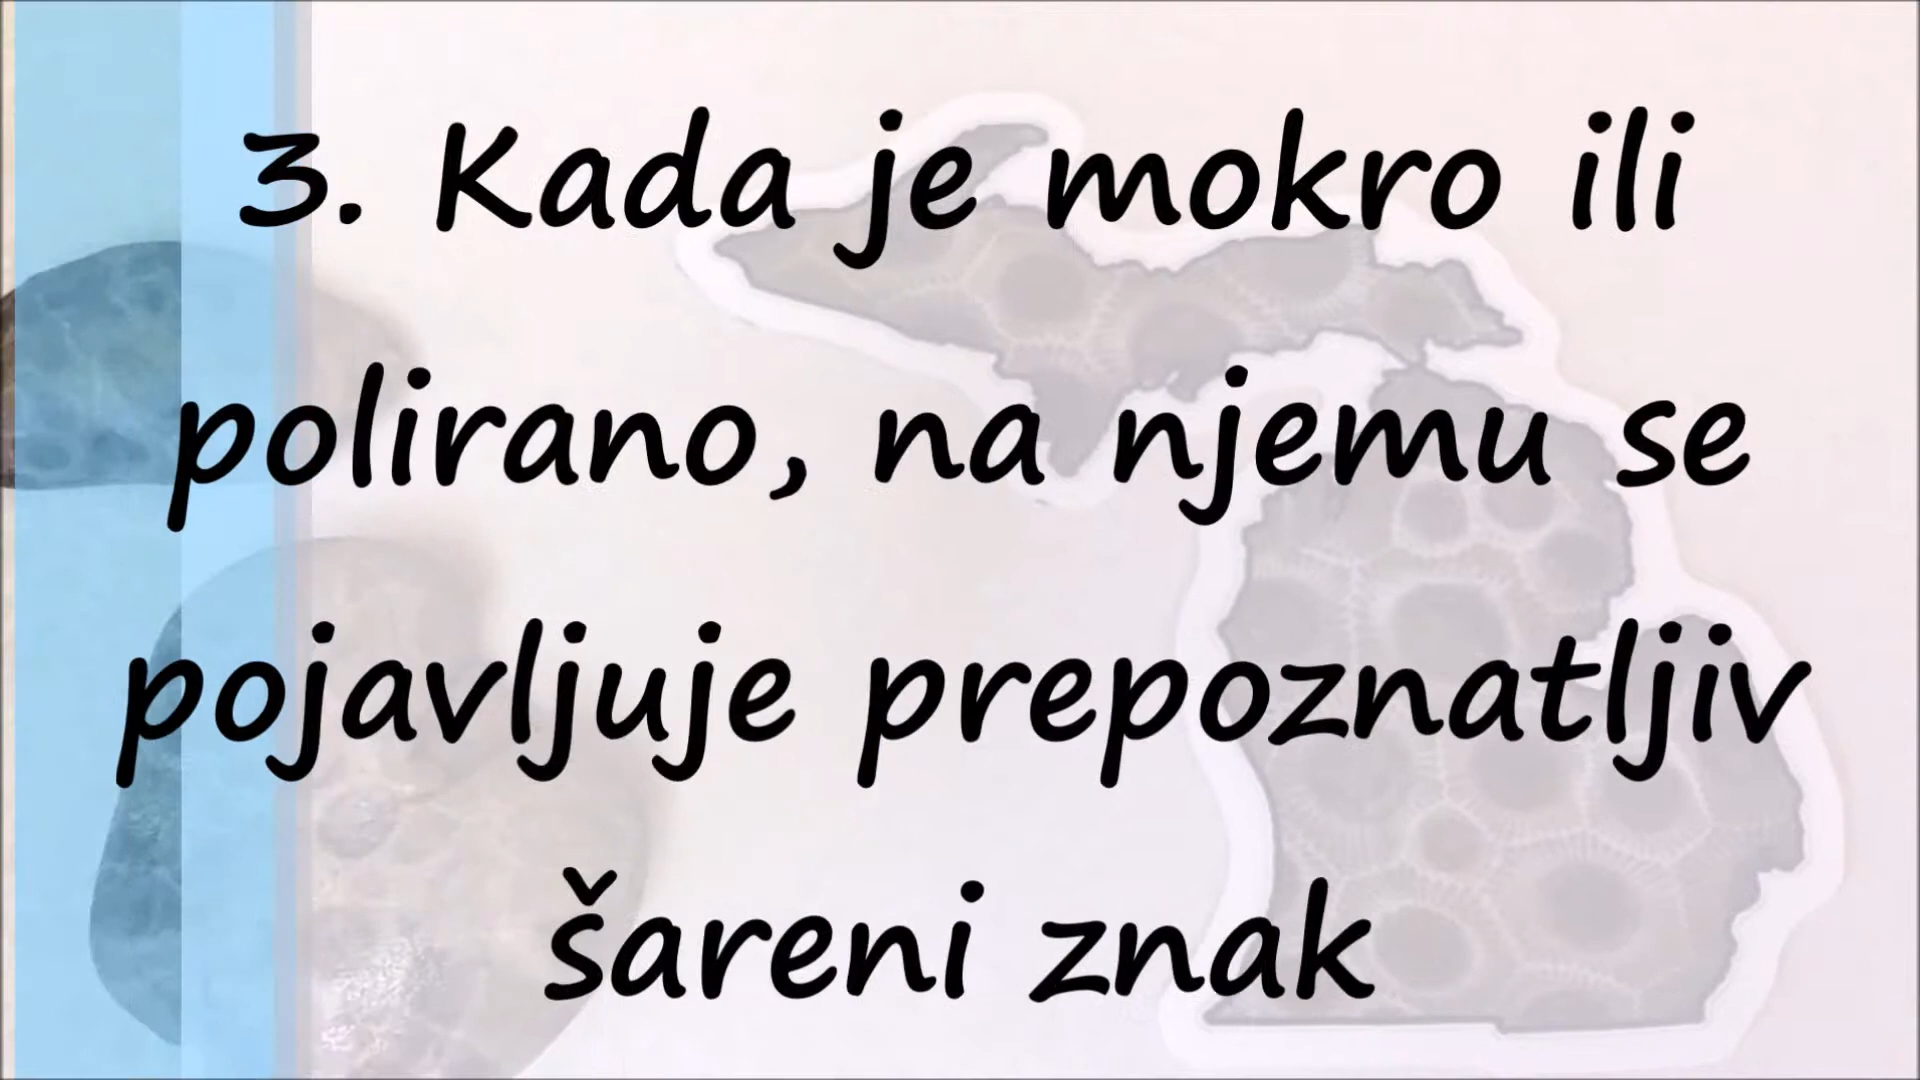 3. Kada je mokro ili
polirano, na njemu se
pojavljuje prepoznatljiv
šareni znak